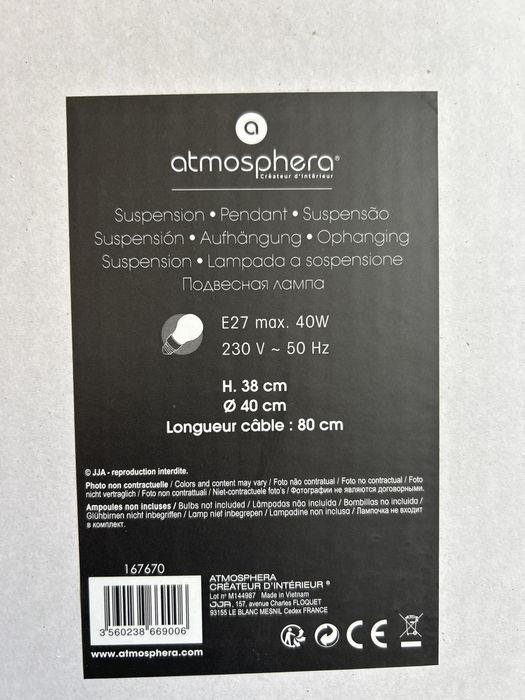 a
atmosphera®
Créateur d'intérieur
Suspension • Pendant • Suspensão
Suspensión • Aufhängung • Ophanging
Suspension • Lampada a sospensione
Подвесная лампа
E27 max. 40W
230 V ~ 50 Hz
H. 38 cm
Ø 40 cm
Longueur câble : 80 cm
© JJA - reproduction interdite.
Photo non contractuelle / Colors and content may vary / Foto não contratual / Foto no contractual / Foto
nicht vertraglich / Foto non contrattuali / Niet-contractuele foto's / Фотографии не являются договорными.
Ampoules non incluses / Bulbs not included / Lâmpadas não incluída / Bombillas no incluida /
Glühbirnen nicht inbegriffen / Lamp niet inbegrepen / Lampadine non inclusa / Лампочка не входит
в комплект.
167670
3 560238 669006
www.atmosphera.com
ATMOSPHERA
CRÉATEUR D'INTÉRIEUR ®
Lot n° M144987 Made in Vietnam
JJA, 157, avenue Charles FLOQUET
93155 LE BLANC MESNIL Cedex FRANCE
CE